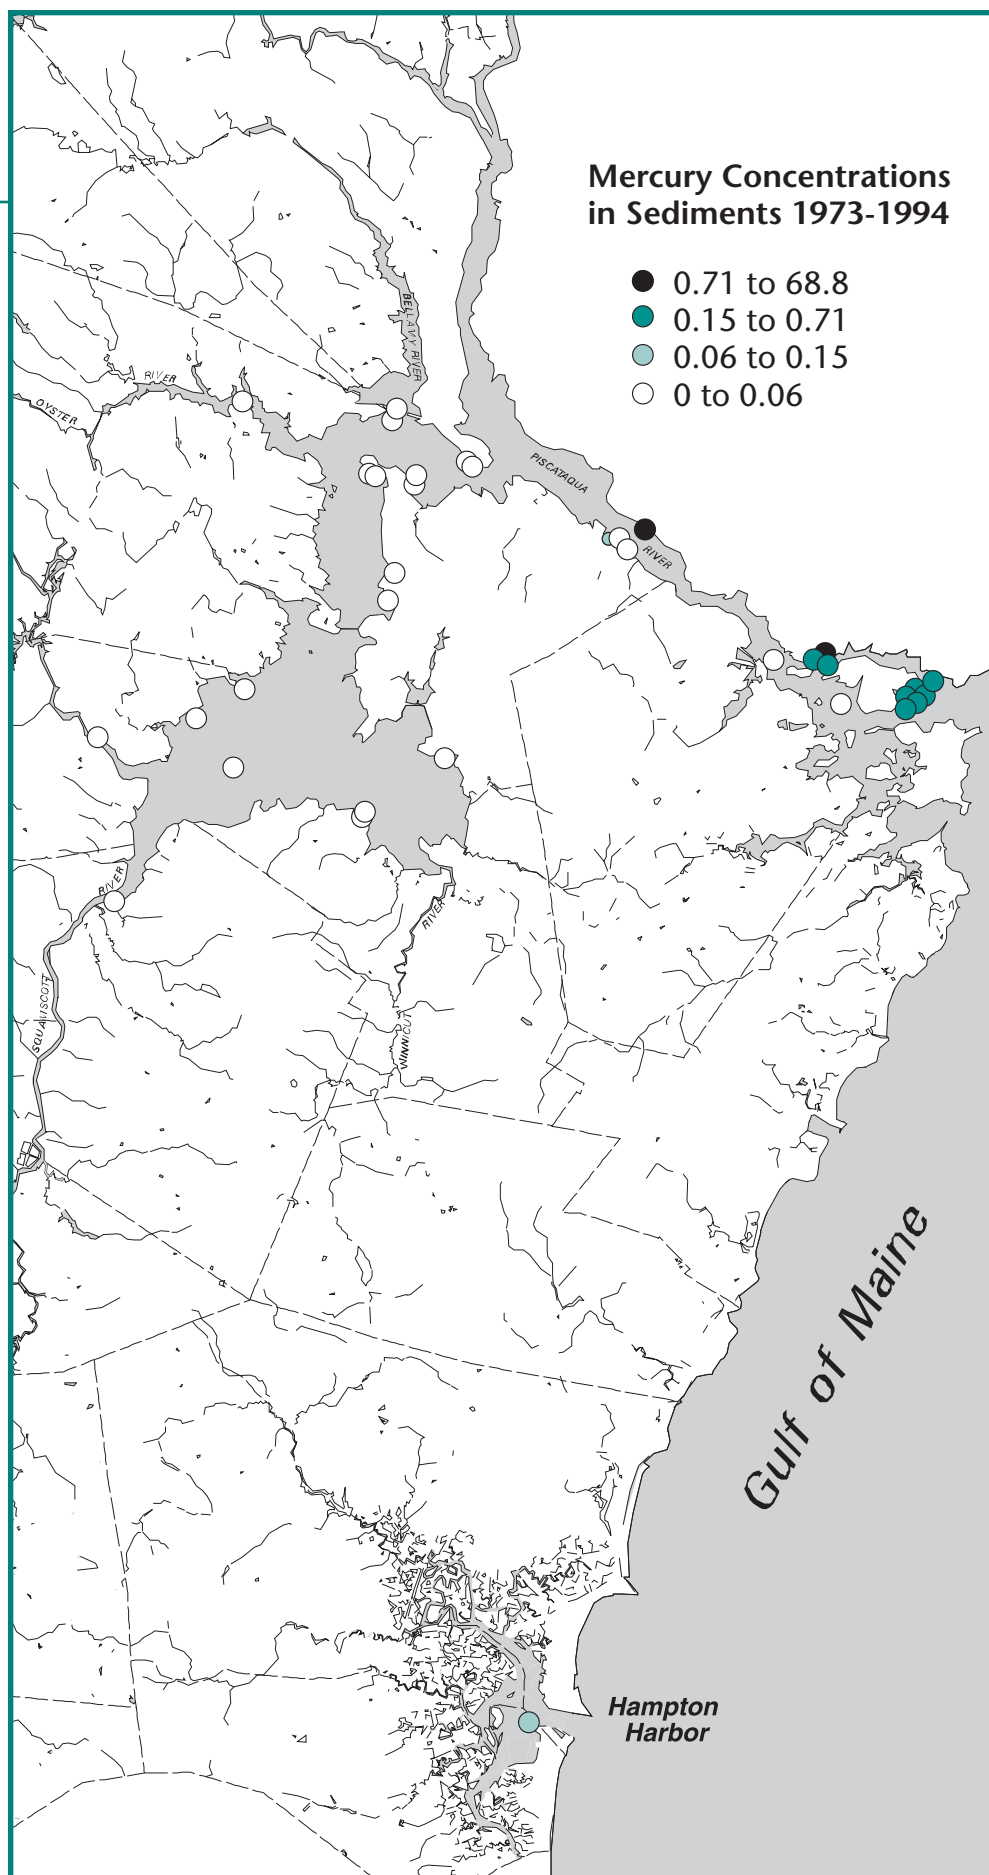 Mercury Concentrations
in Sediments 1973-1994
0.71 to 68.8
0.15 to 0.71
0.06 to 0.15
0 to 0.06
BELLAMY RIVER
RIVER
OYSTER
PISCATAQUA
RIVER
RIVER
SQUAMSCOTT
RIVER
WINNICUT
Gulf of Maine
Hampton
Harbor